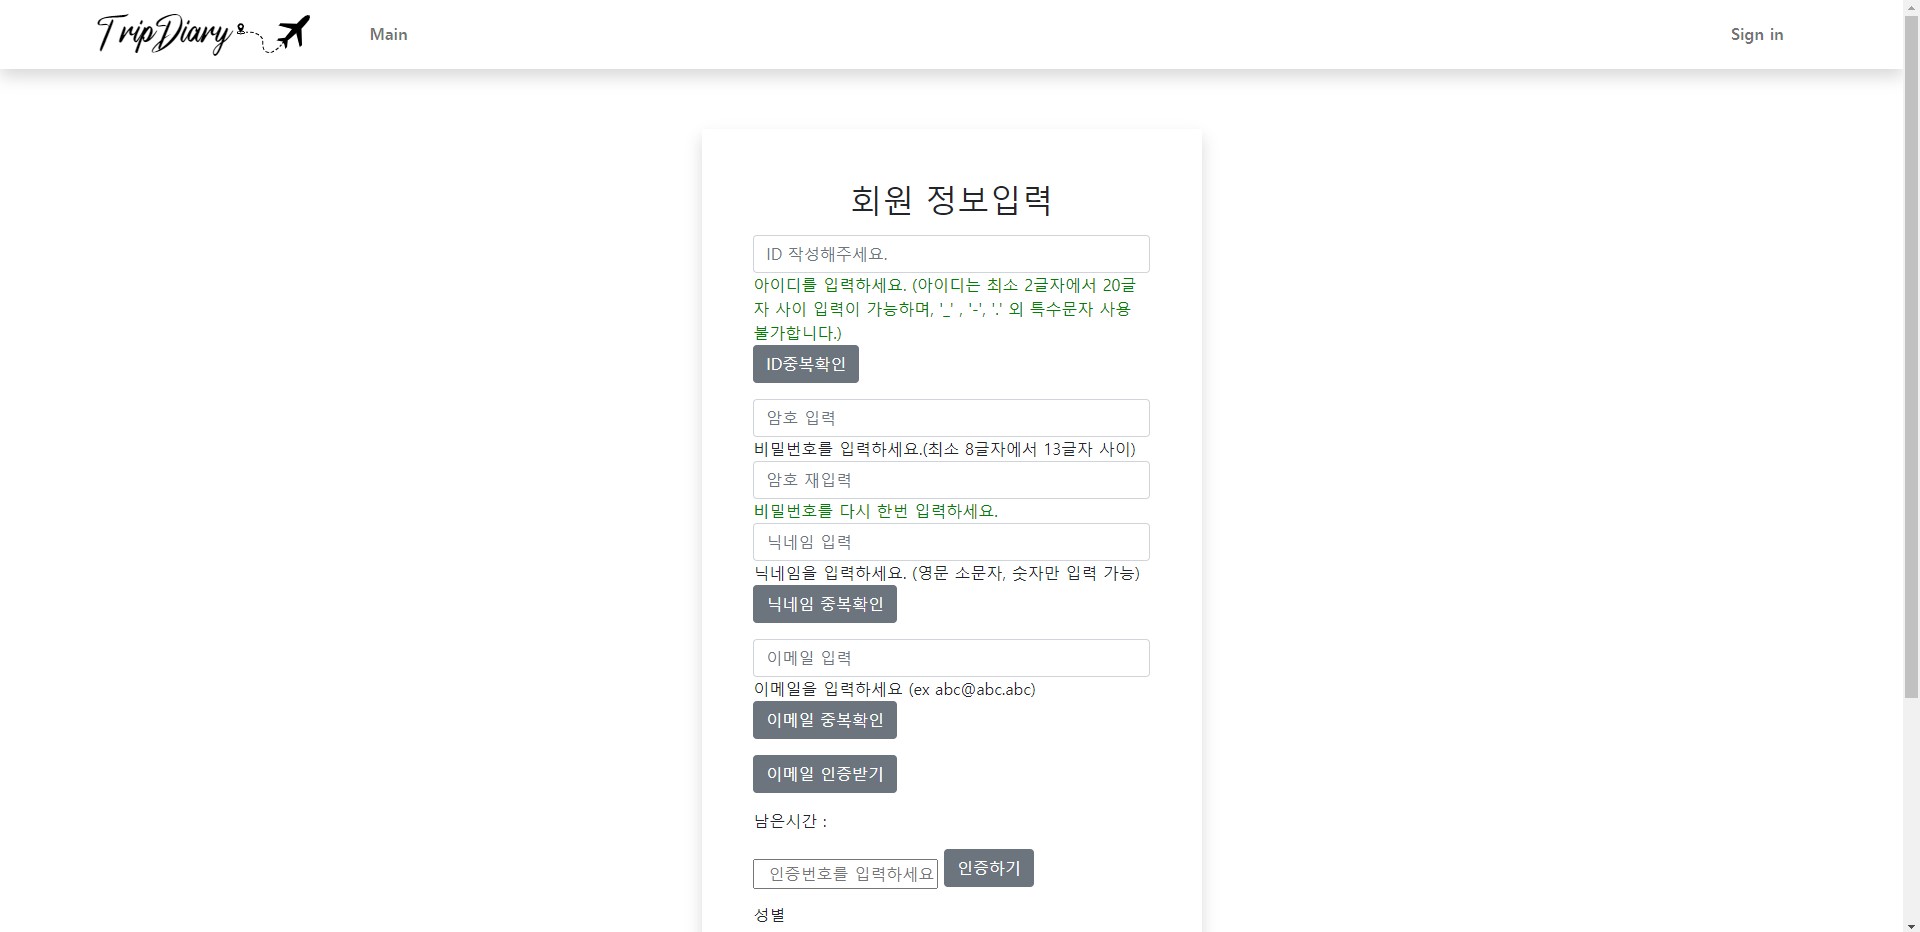 TripDiary
Main
Sign in
회원 정보입력
ID 작성해주세요.
아이디를 입력하세요. (아이디는 최소 2글자에서 20글
자 사이 입력이 가능하며, '_' , '-', '.' 외 특수문자 사용
불가합니다.)
ID중복확인
암호 입력
비밀번호를 입력하세요.(최소 8글자에서 13글자 사이)
암호 재입력
비밀번호를 다시 한번 입력하세요.
닉네임 입력
닉네임을 입력하세요. (영문 소문자, 숫자만 입력 가능)
닉네임 중복확인
이메일 입력
이메일을 입력하세요 (ex abc@abc.abc)
이메일 중복확인
이메일 인증받기
남은시간 :
인증번호를 입력하세요
인증하기
성별